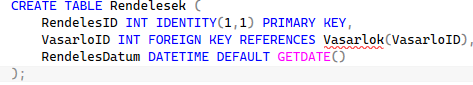 CREATE TABLE Rendelesek (
    RendelesID INT IDENTITY(1,1) PRIMARY KEY,
    VasarloID INT FOREIGN KEY REFERENCES Vasarlok(VasarloID),
    RendelesDatum DATETIME DEFAULT GETDATE()
);